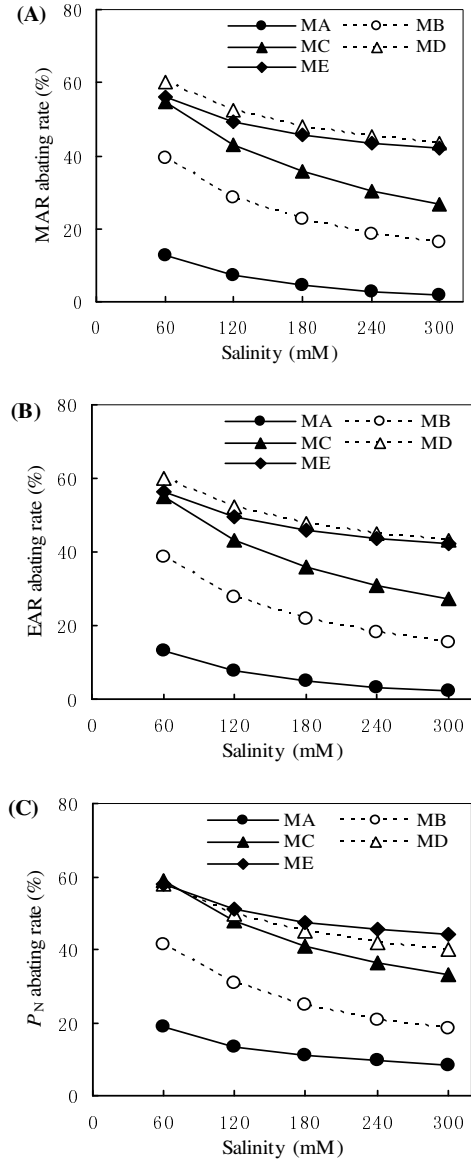 (A)
MA MB
MC MD
ME
MAR abating rate (%)
80
60
40
20
0
0 60 120 180 240 300
Salinity (mM)
(B)
MA MB
MC MD
ME
EAR abating rate (%)
80
60
40
20
0
0 60 120 180 240 300
Salinity (mM)
(C)
MA MB
MC MD
ME
PN abating rate (%)
80
60
40
20
0
0 60 120 180 240 300
Salinity (mM)